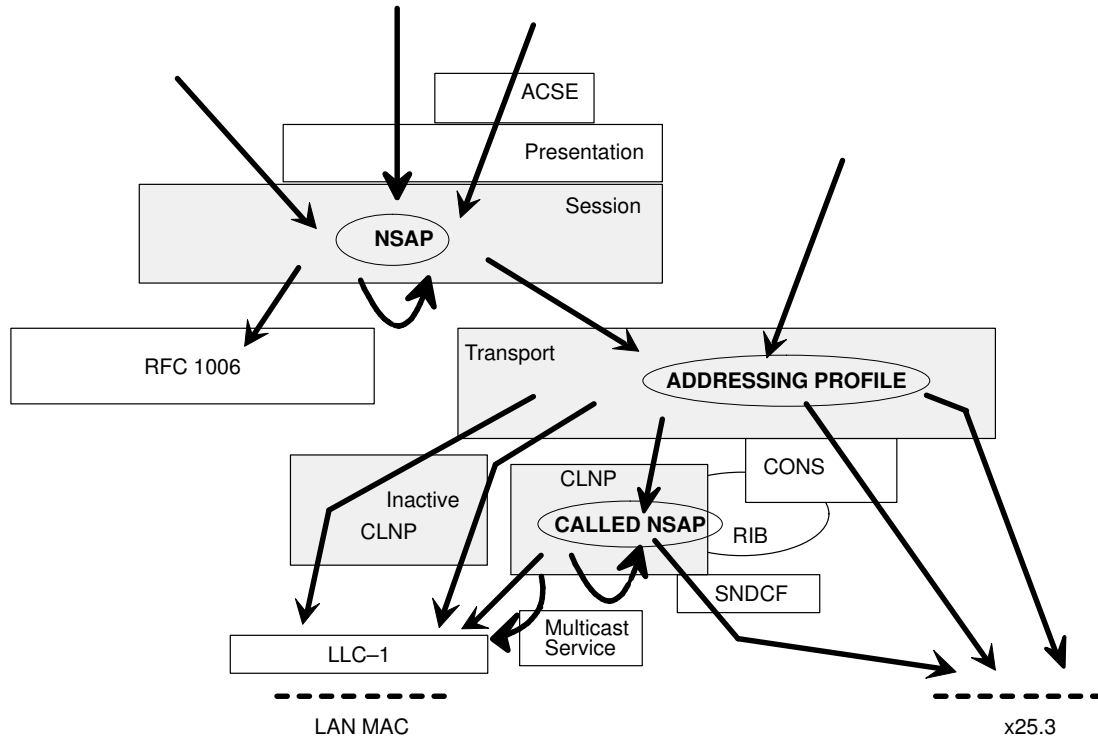 ACSE
Presentation
Session
NSAP
RFC 1006
Transport
ADDRESSING PROFILE
CLNP
CONS
Inactive
CLNP
CALLED NSAP
RIB
SNDCF
Multicast
Service
LLC–1
LAN MAC
x25.3